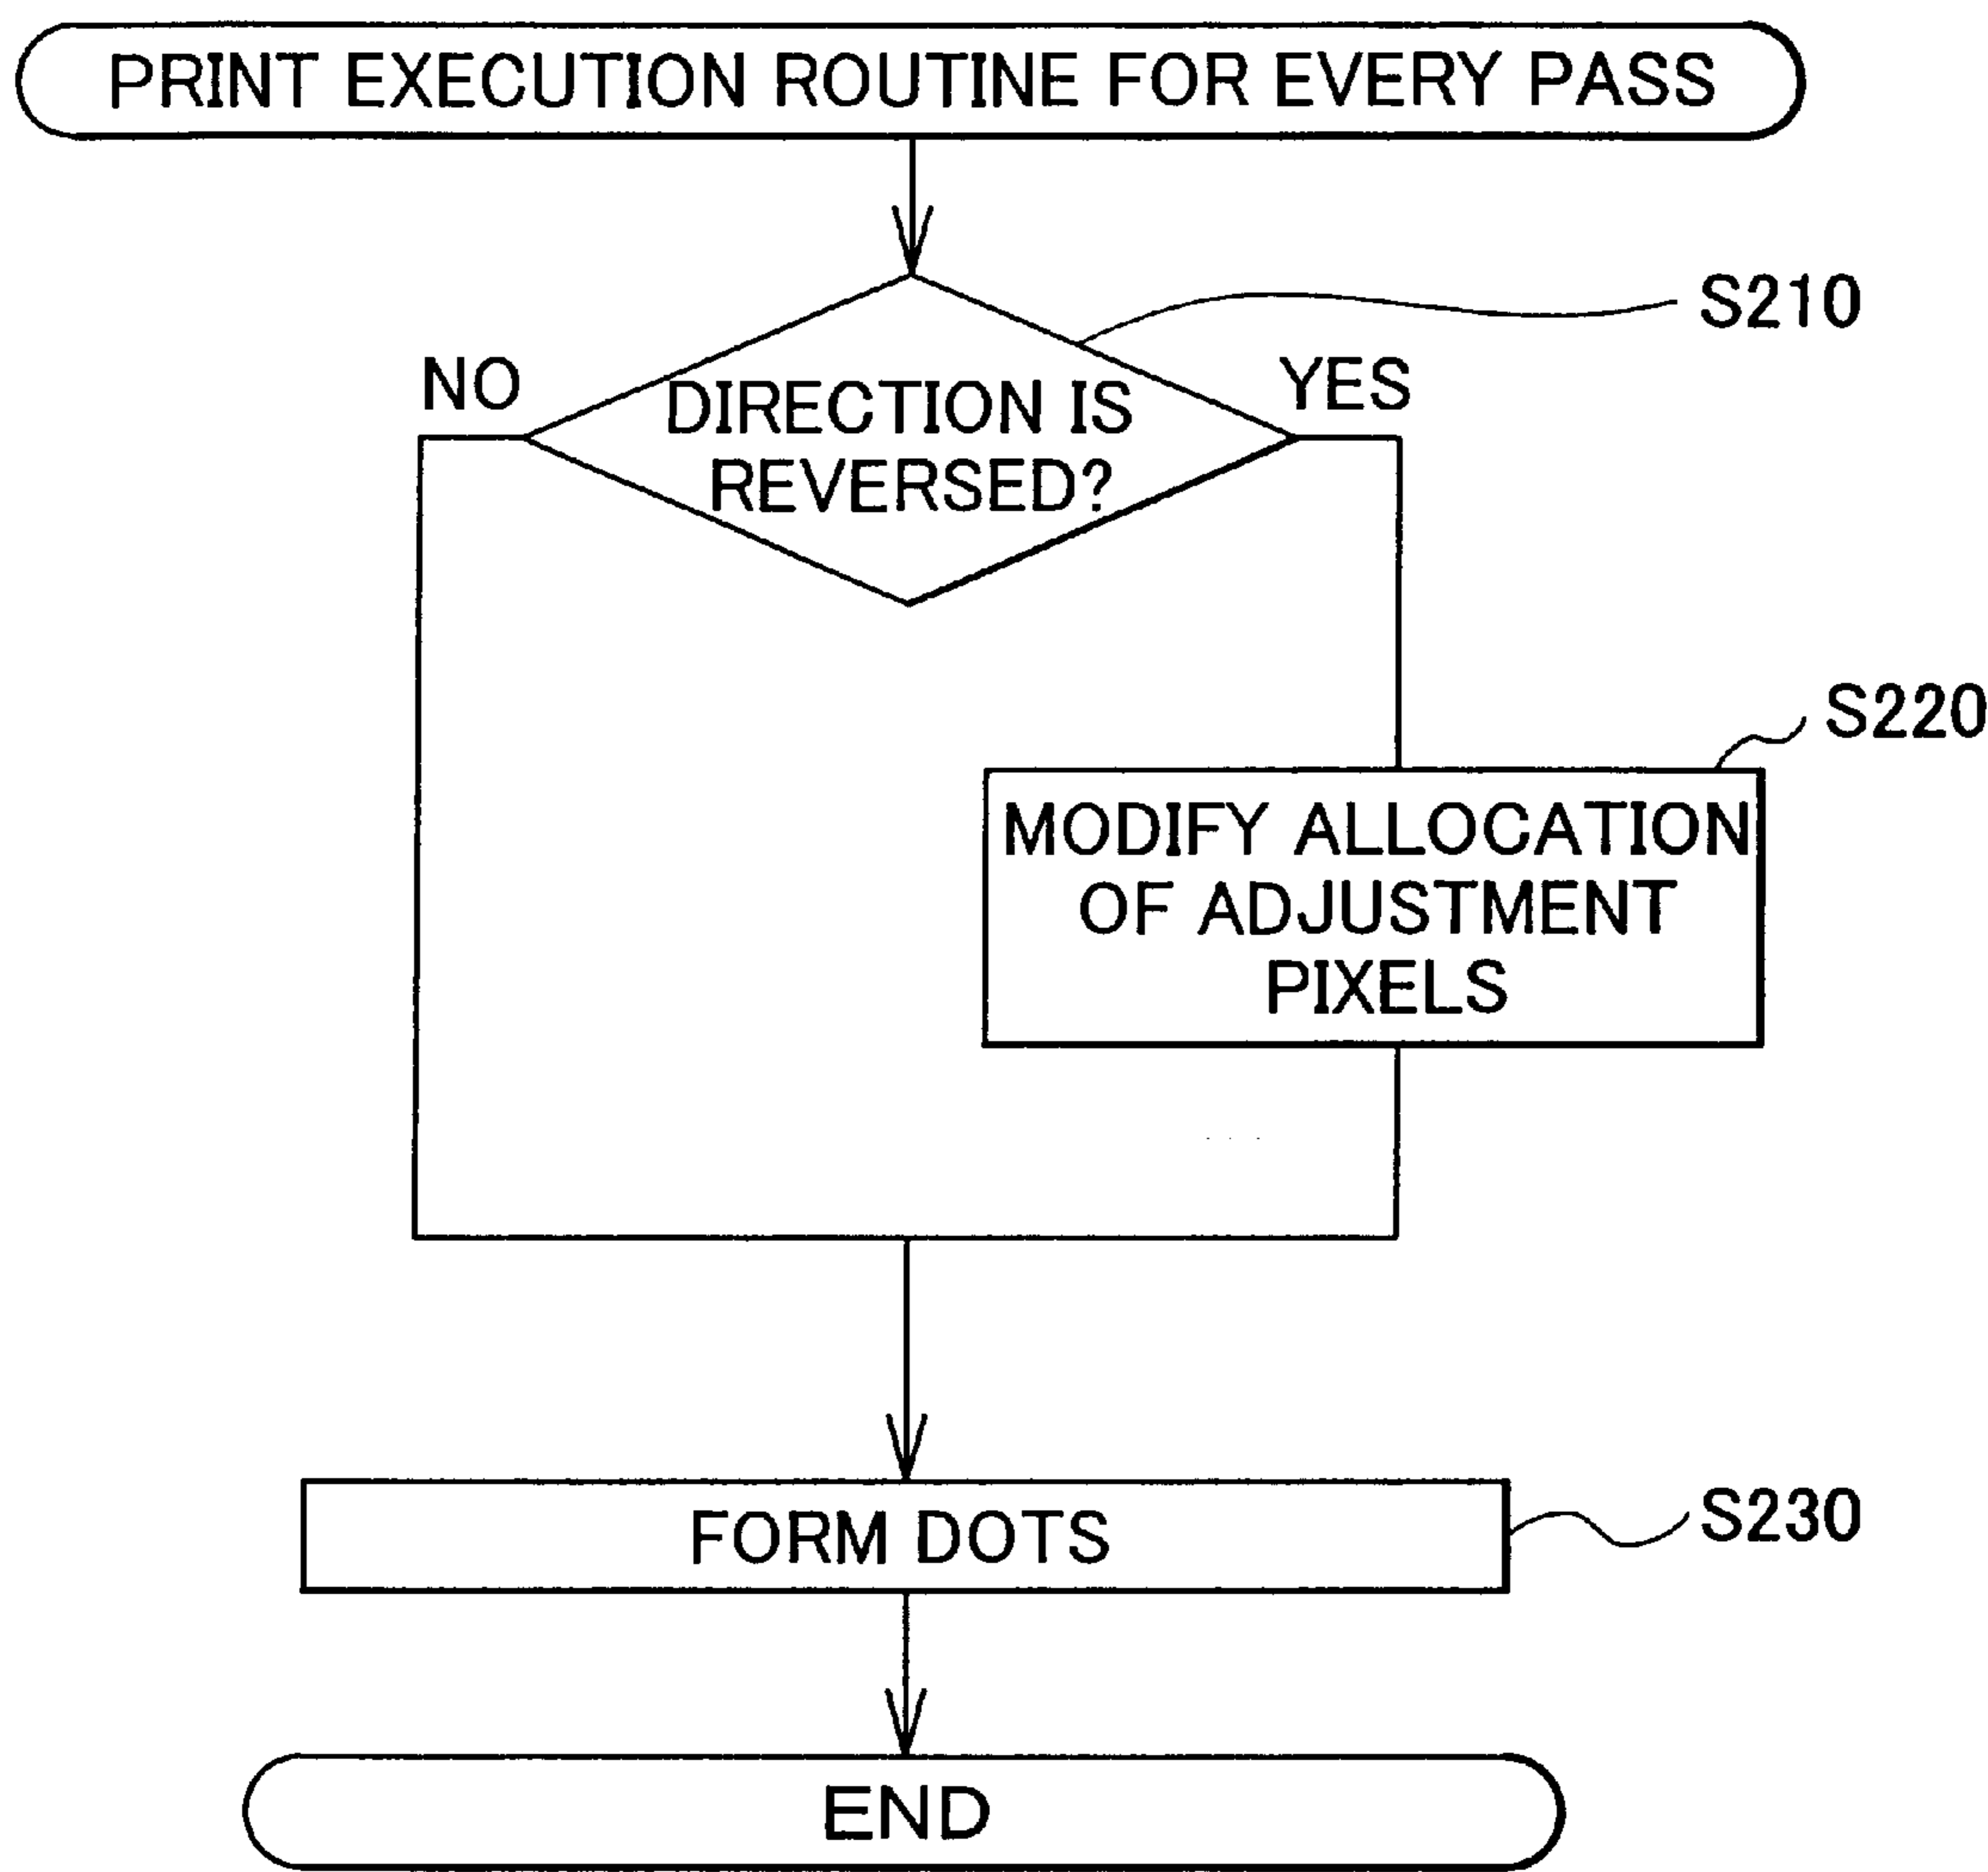 PRINT EXECUTION ROUTINE FOR EVERY PASS
S210
NO
YES
DIRECTION IS
REVERSED?
S220
MODIFY ALLOCATION
OF ADJUSTMENT
PIXELS
FORM DOTS
S230
END